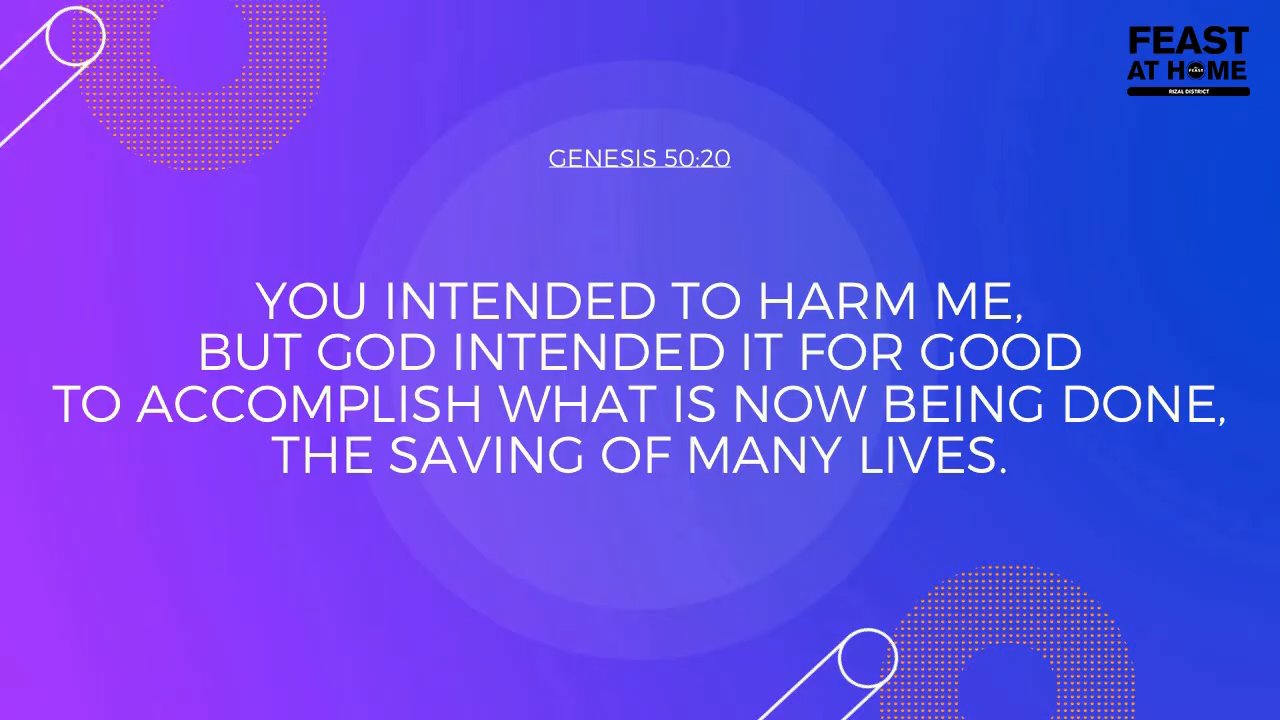 FEAST
AT HOME
FEAST
RIZAL DISTRICT
GENESIS 50:20
YOU INTENDED TO HARM ME,
BUT GOD INTENDED IT FOR GOOD
TO ACCOMPLISH WHAT IS NOW BEING DONE,
THE SAVING OF MANY LIVES.